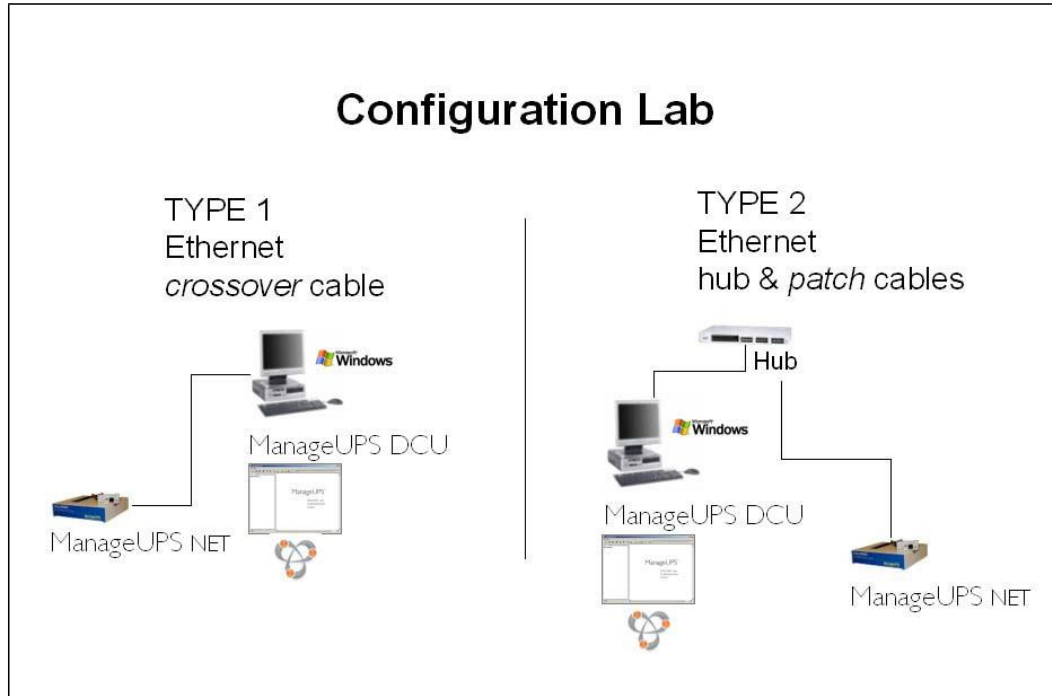 Configuration Lab
TYPE 1
Ethernet
crossover cable
Microsoft
Windows
ManageUPS DCU
ManageUPS
ManageUPS NET
TYPE 2
Ethernet
hub & patch cables
Hub
Windows
ManageUPS DCU
ManageUPS
ManageUPS NET